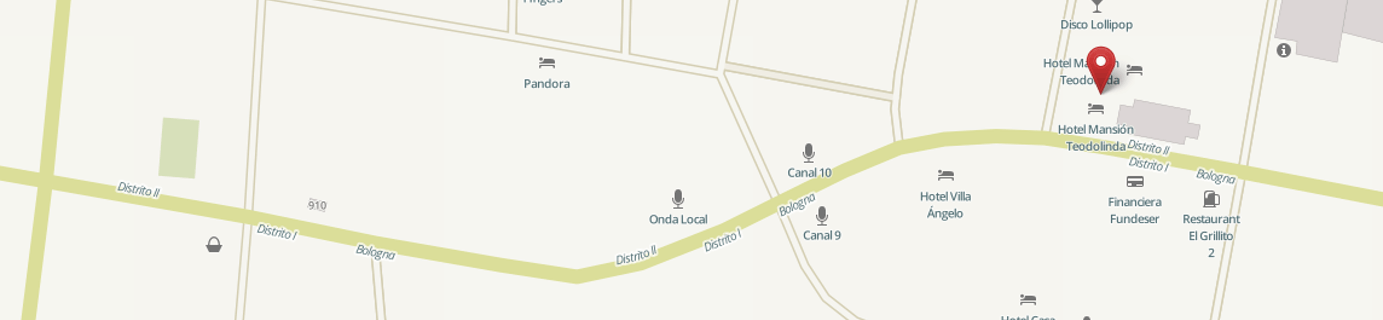 Fingers
Disco Lollipop
Hotel Mansión
Teodolinda
Pandora
Hotel Mansión
Teodolinda
Distrito II
Distrito I
Bologna
Canal 10
Distrito II
910
Hotel Villa
Ángelo
Bologna
Financiera
Fundeser
Restaurant
El Grillito
2
Onda Local
Canal 9
Distrito I
Distrito I
Bologna
Distrito II
Hotel Casa